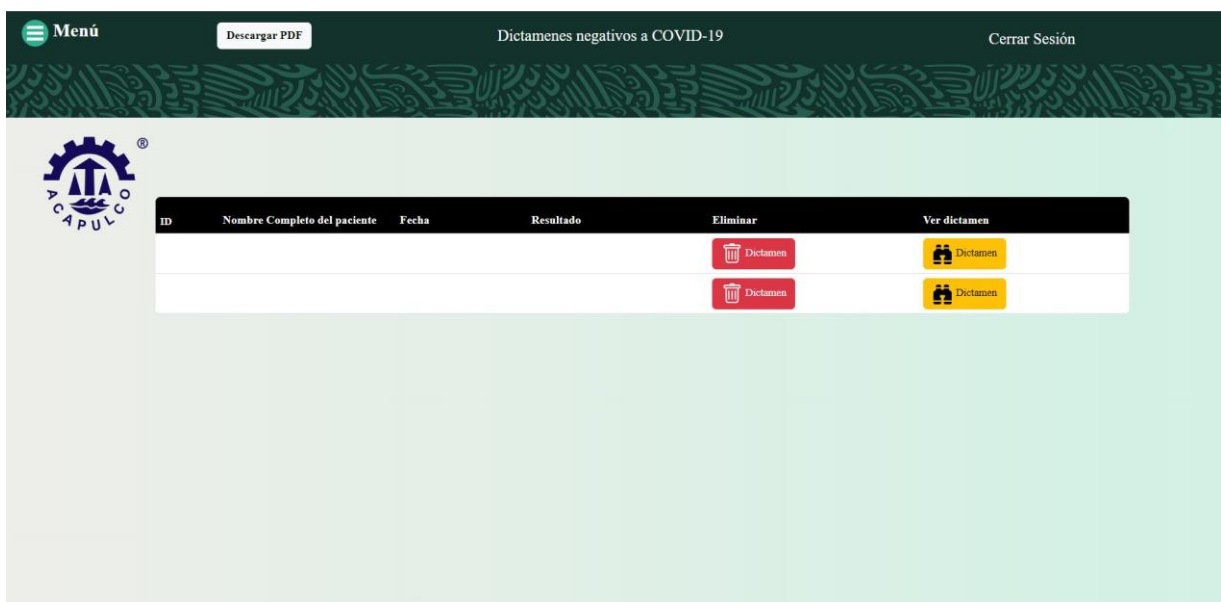 Menú
Descargar PDF
Dictamenes negativos a COVID-19
Cerrar Sesión
®
ACAPULCO
ID Nombre Completo del paciente Fecha Resultado Eliminar Ver dictamen
Dictamen Dictamen
Dictamen Dictamen